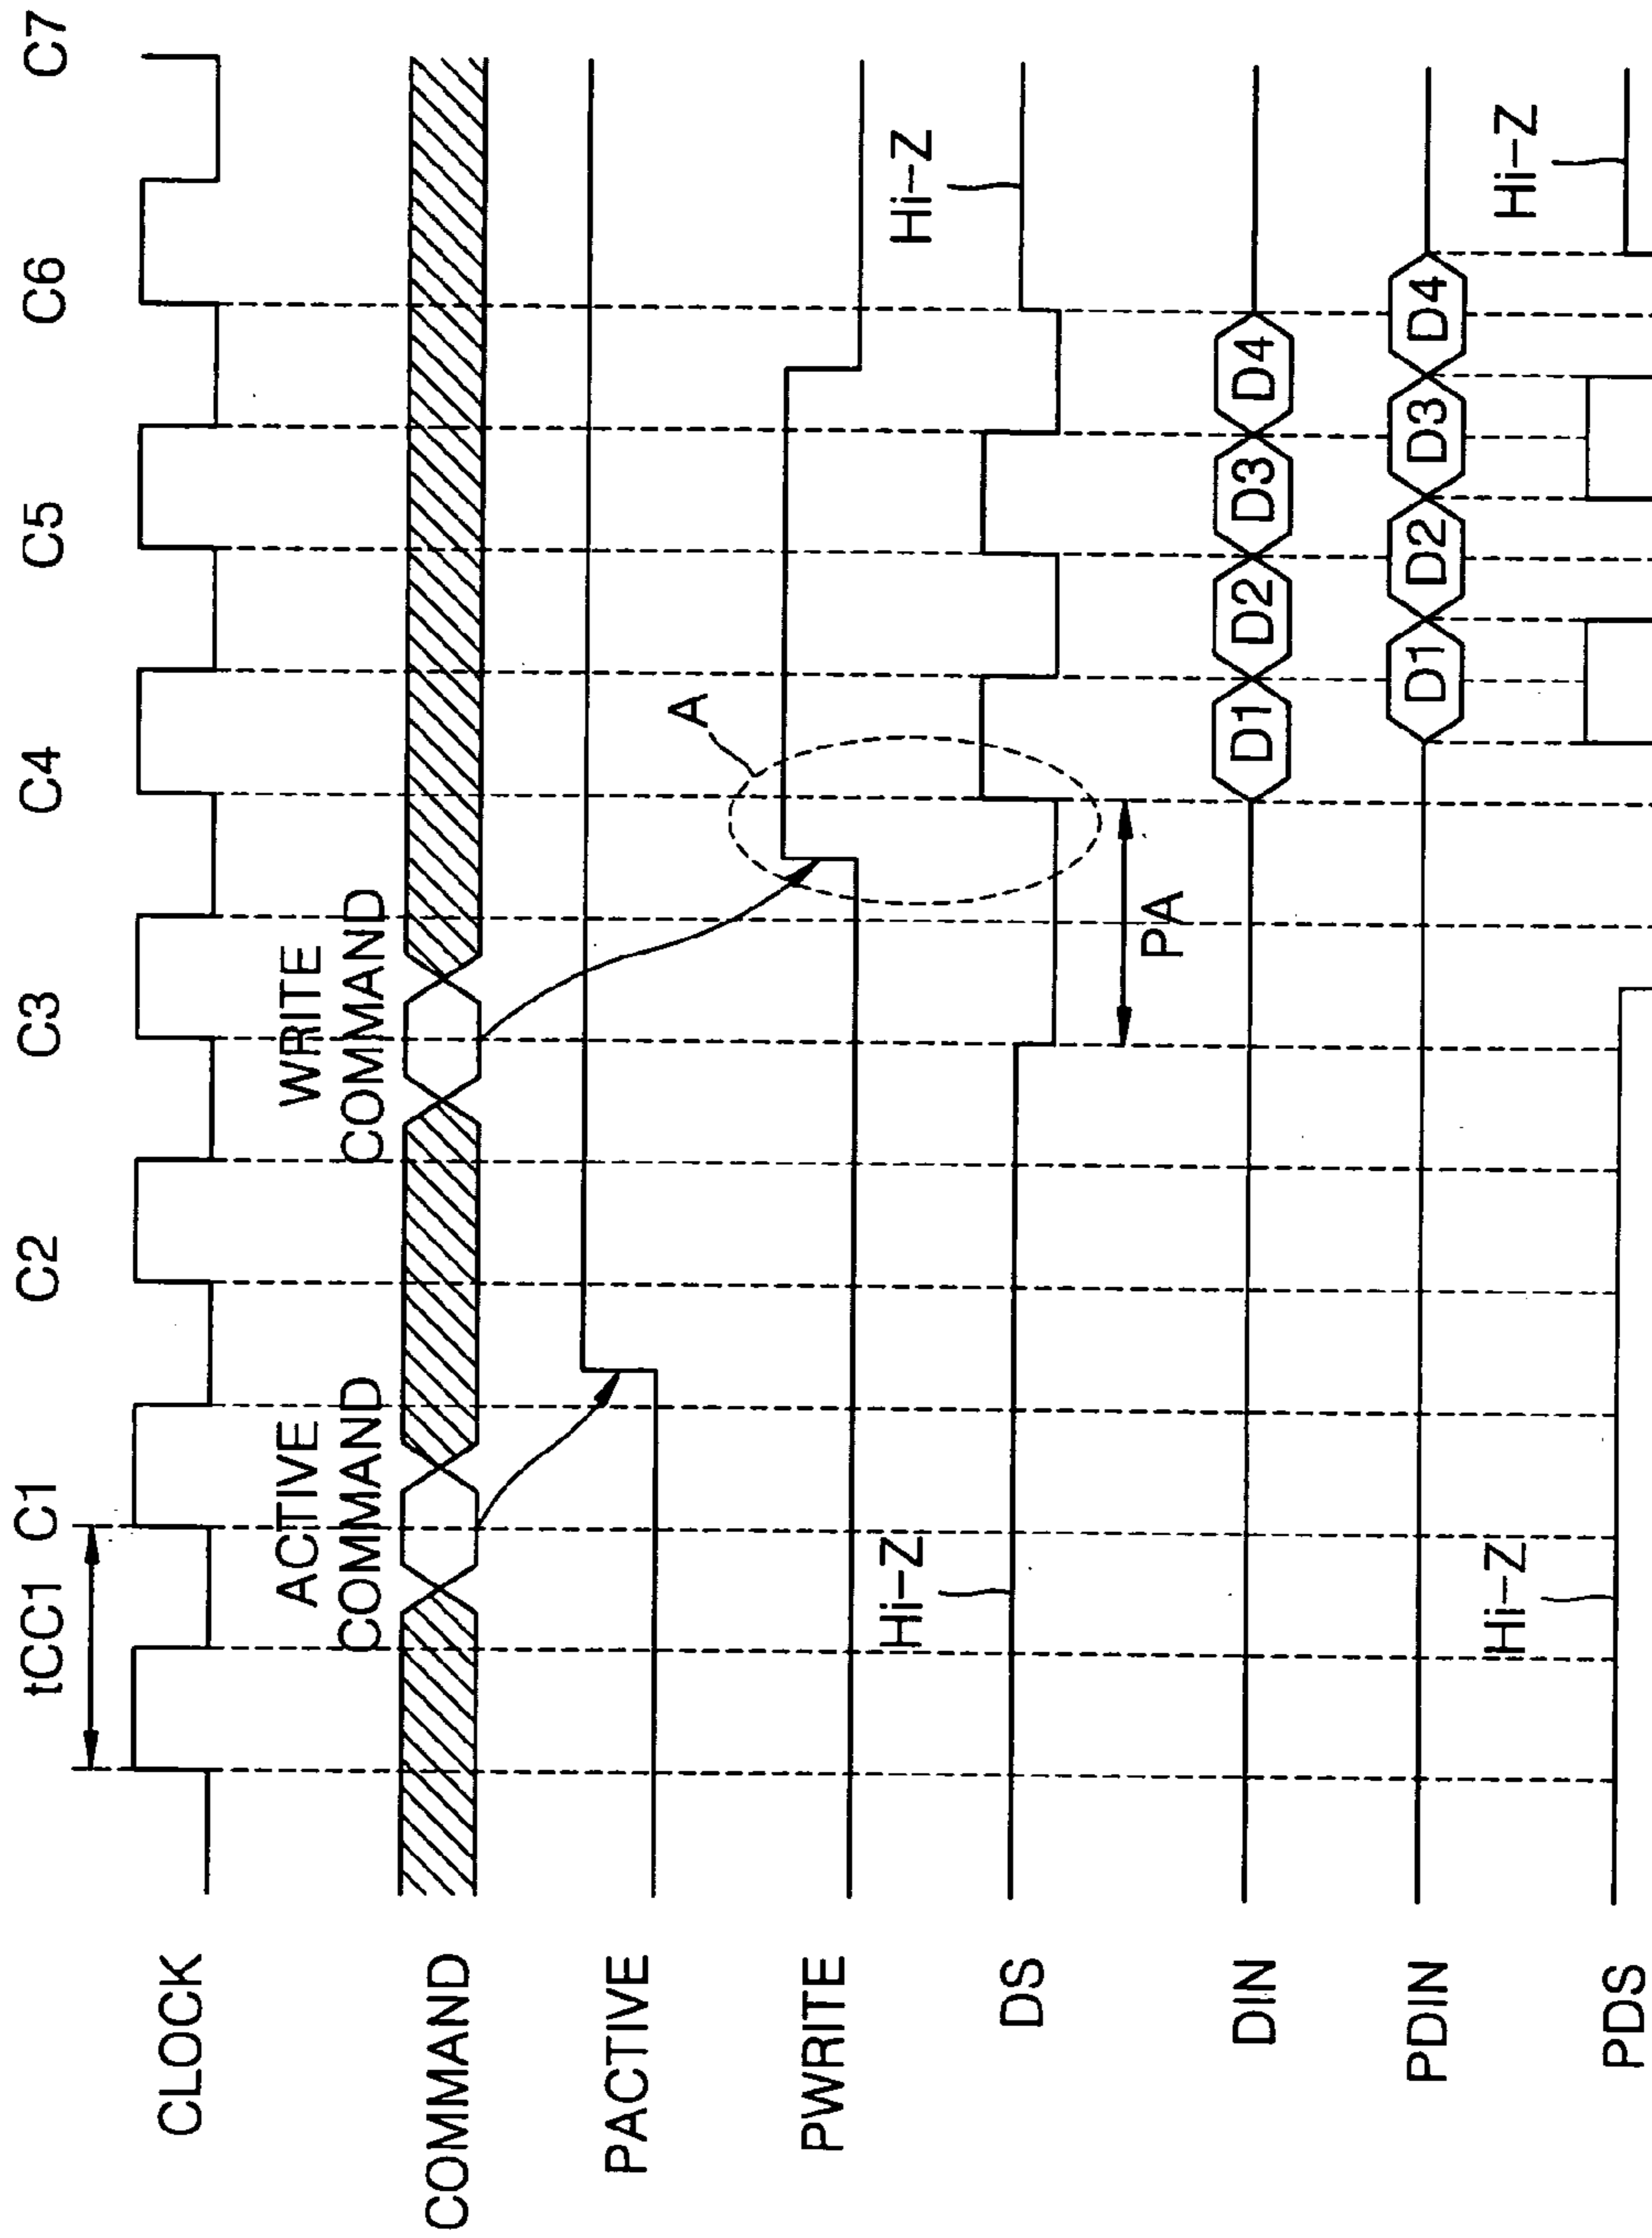 tCC1 C1 C2 C3 C4 C5 C6 C7
CLOCK
ACTIVE
COMMAND
WRITE
COMMAND
COMMAND
PACTIVE
A
PWRITE
Hi-Z
Hi-Z
DS
PA
DIN
D1 D2 D3 D4
PDIN
D1 D2 D3 D4
Hi-Z
Hi-Z
PDS